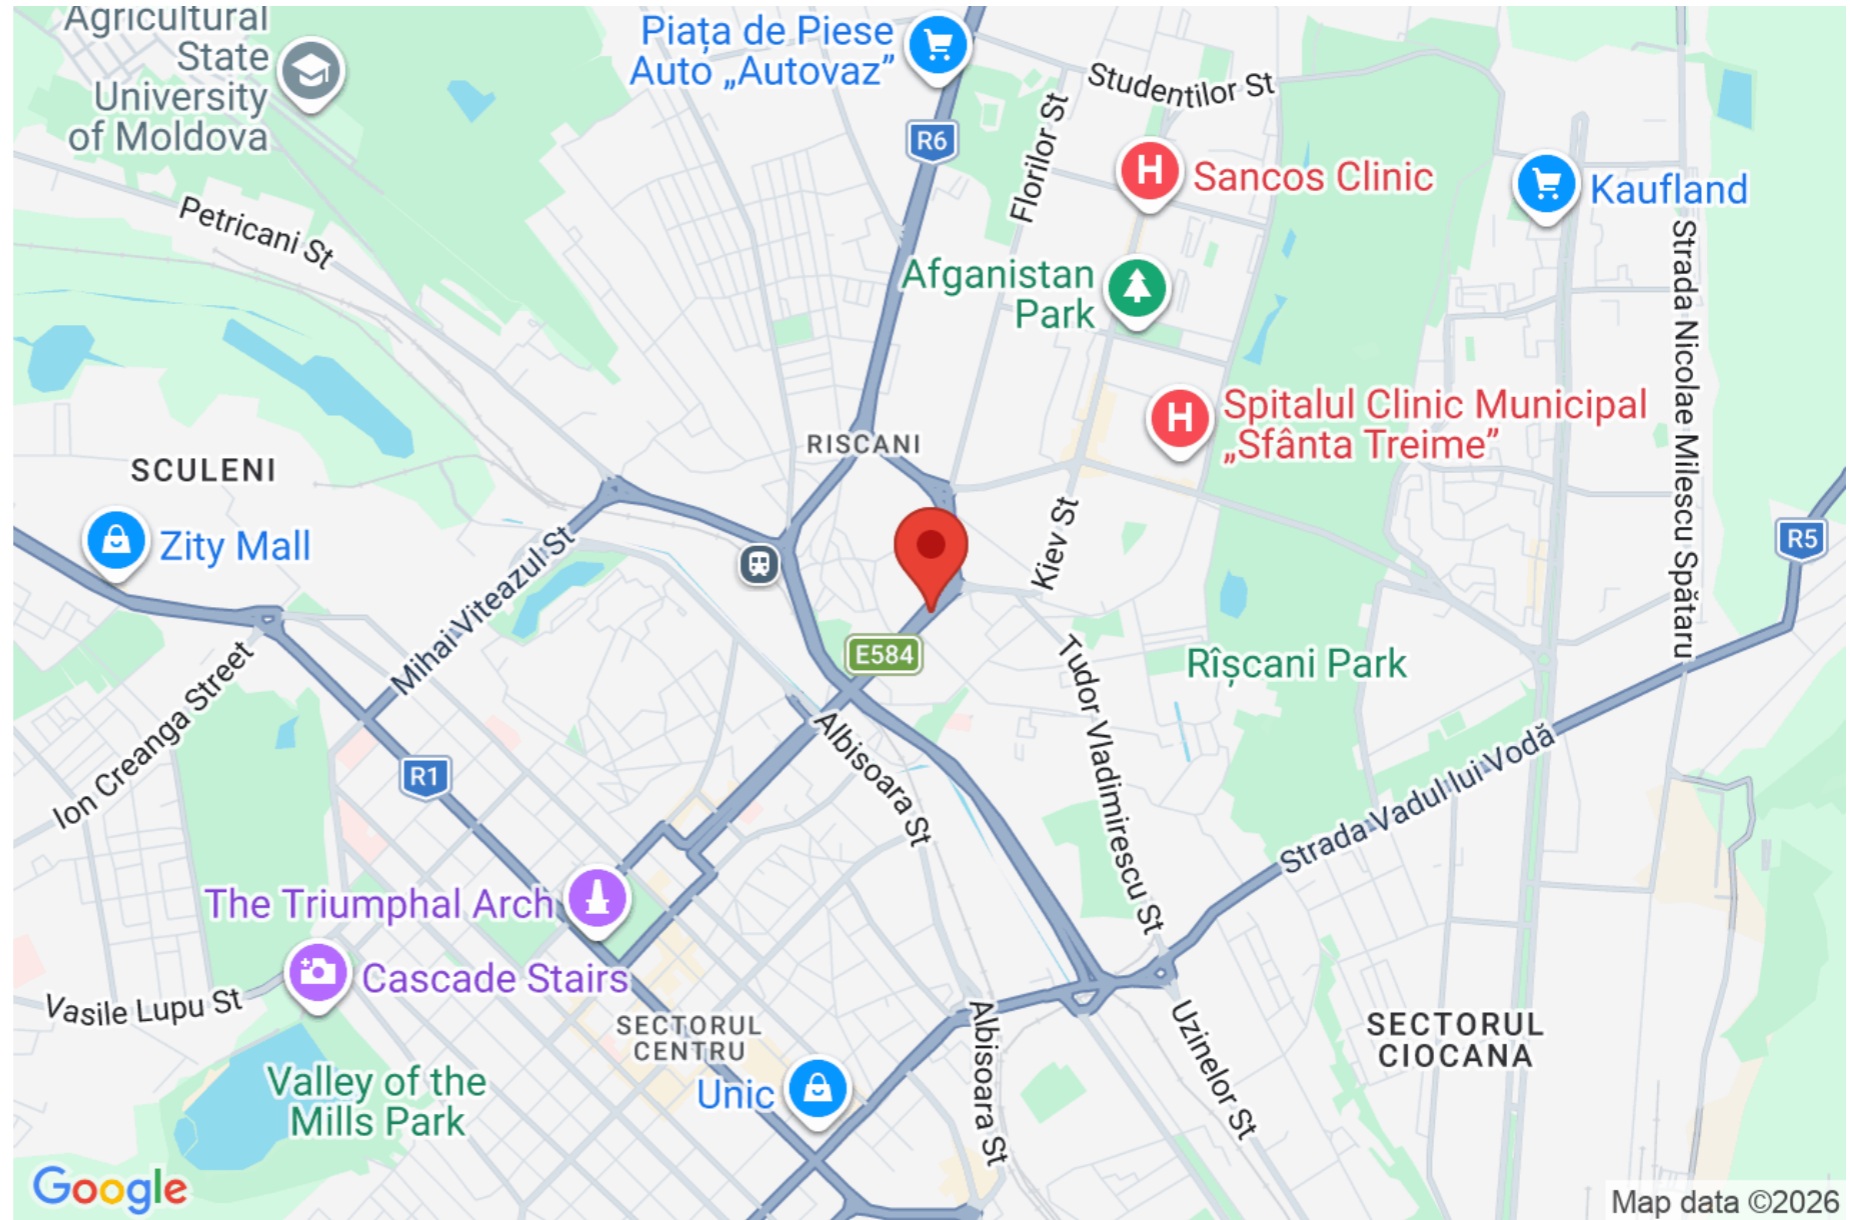 Agricultural
State
University
of Moldova
Piața de Piese
Auto „Autovaz”
R6
Studentilor St
Florilor St
Sancos Clinic
Kaufland
Petricani St
Afganistan
Park
Strada Nicolae Milescu Spătaru
Spitalul Clinic Municipal
„Sfânta Treime”
RISCANI
SCULENI
Zity Mall
Mihai Viteazul St
Kiev St
R5
E584
Rîșcani Park
Ion Creanga Street
Tudor Vladimirescu St
R1
Albisoara St
Strada Vadul lui Vodă
The Triumphal Arch
Cascade Stairs
Vasile Lupu St
SECTORUL
CENTRU
Albisoara St
Uzinelor St
SECTORUL
CIOCANA
Valley of the
Mills Park
Unic
Google
Map data ©2026